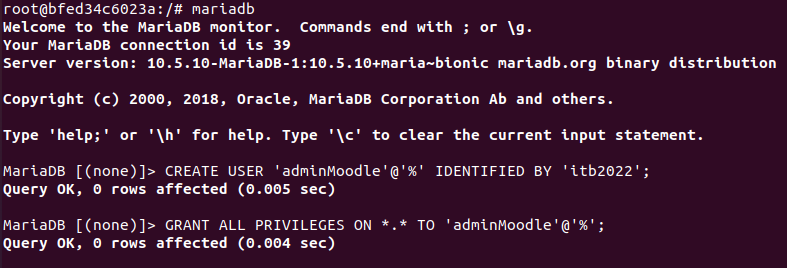 root@bfed34c6023a:/# mariadb
Welcome to the MariaDB monitor.  Commands end with ; or \g.
Your MariaDB connection id is 39
Server version: 10.5.10-MariaDB-1:10.5.10+maria~bionic mariadb.org binary distribution
Copyright (c) 2000, 2018, Oracle, MariaDB Corporation Ab and others.
Type 'help;' or '\h' for help. Type '\c' to clear the current input statement.
MariaDB [(none)]> CREATE USER 'adminMoodle'@'%' IDENTIFIED BY 'itb2022';
Query OK, 0 rows affected (0.005 sec)
MariaDB [(none)]> GRANT ALL PRIVILEGES ON *.* TO 'adminMoodle'@'%';
Query OK, 0 rows affected (0.004 sec)